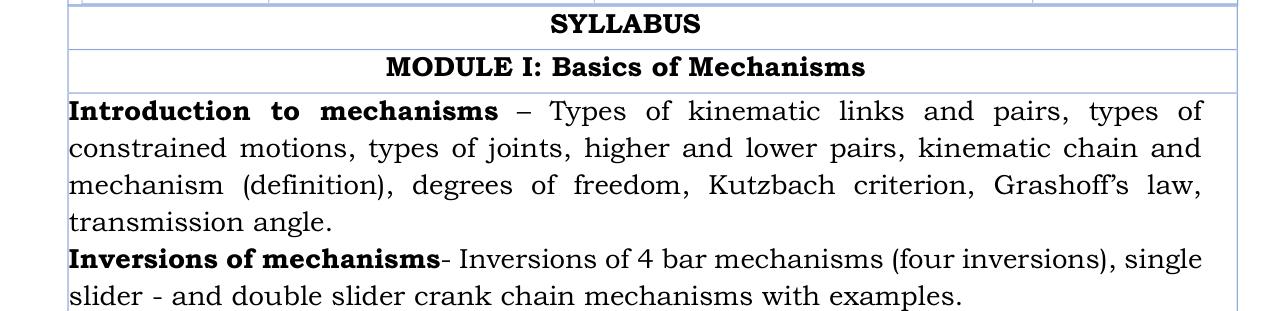 SYLLABUS
MODULE I: Basics of Mechanisms
Introduction to mechanisms – Types of kinematic links and pairs, types of
constrained motions, types of joints, higher and lower pairs, kinematic chain and
mechanism (definition), degrees of freedom, Kutzbach criterion, Grashoff's law,
transmission angle.
Inversions of mechanisms- Inversions of 4 bar mechanisms (four inversions), single
slider - and double slider crank chain mechanisms with examples.